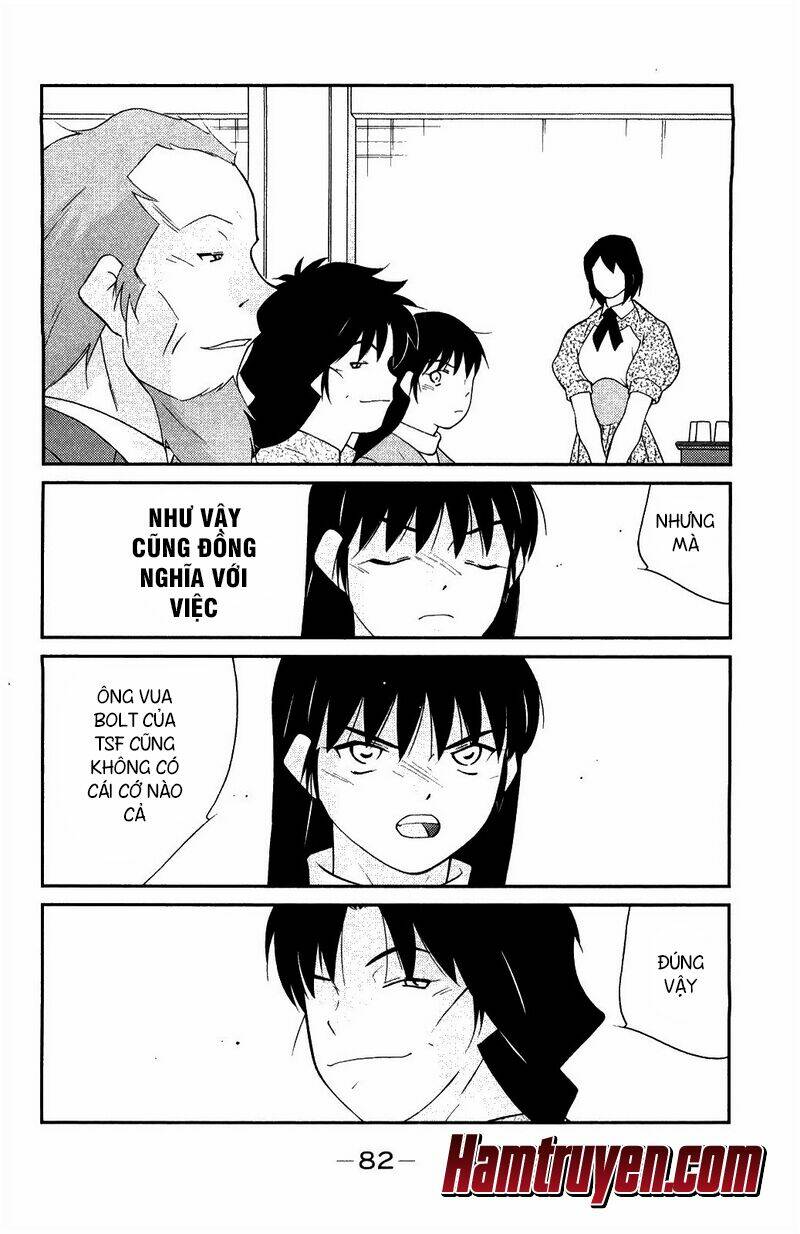 NHƯNG
MÀ
NHƯ VẬY
CŨNG ĐỒNG
NGHĨA VỚI
VIỆC
ÔNG VUA
BOLT CỦA
TSF CŨNG
KHÔNG CÓ
CÁI CỚ NÀO
CẢ
ĐÚNG
VẬY
—82—
Hamtruyen.com